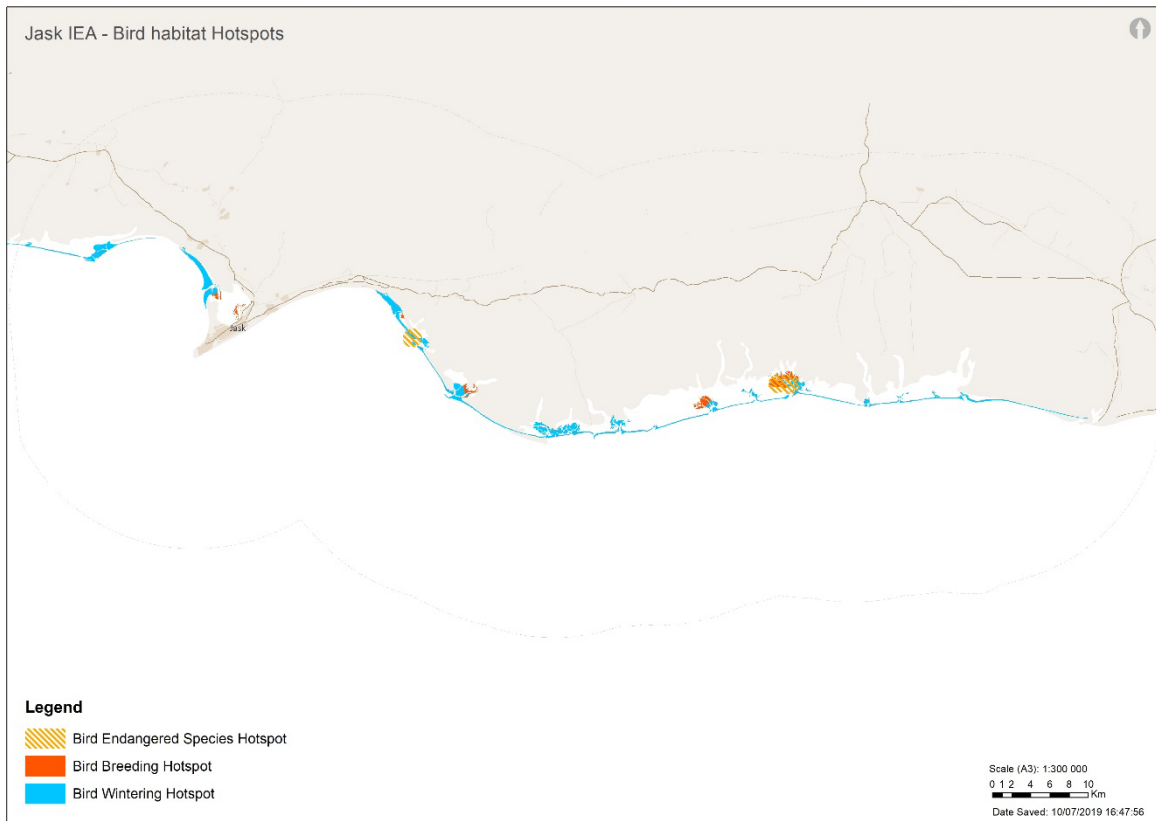 Jask IEA - Bird habitat Hotspots
Jask
Legend
Bird Endangered Species Hotspot
Bird Breeding Hotspot
Bird Wintering Hotspot
Scale (A3): 1:300 000
0 1 2 4 6 8 10
Km
Date Saved: 10/07/2019 16:47:56